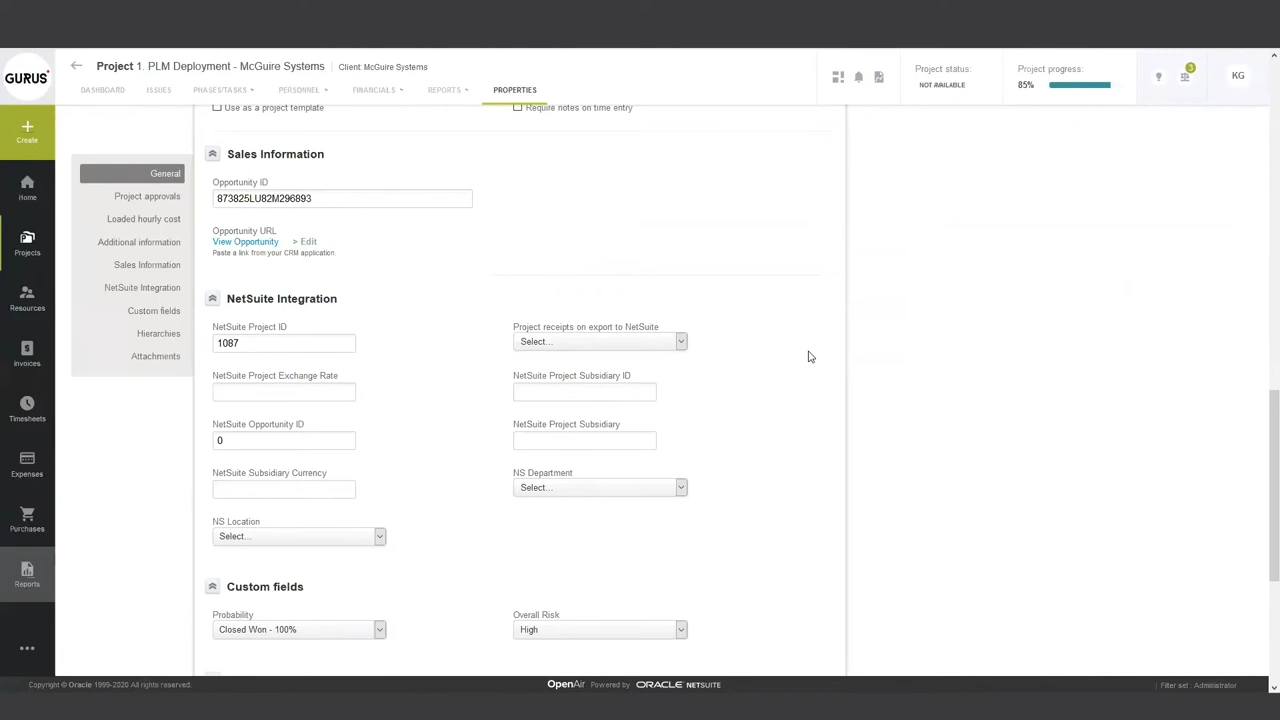 GURUS
Project 1. PLM Deployment - McGuire Systems
Client: McGuire Systems
DASHBOARD
ISSUES
PHASES/TASKS
PERSONNEL
FINANCIALS
REPORTS
PROPERTIES
Project status:
NOT AVAILABLE
Project progress:
85%
3
KG
Create
Home
Projects
Resources
Invoices
Timesheets
Expenses
Purchases
Reports
General
Project approvals
Loaded hourly cost
Additional information
Sales Information
NetSuite Integration
Custom fields
Hierarchies
Attachments
Use as a project template
Require notes on time entry
Sales Information
Opportunity ID
873825LU82M296893
Opportunity URL
View Opportunity > Edit
Paste a link from your CRM application.
NetSuite Integration
NetSuite Project ID
1087
Project receipts on export to NetSuite
Select...
NetSuite Project Exchange Rate
NetSuite Project Subsidiary ID
NetSuite Opportunity ID
0
NetSuite Project Subsidiary
NetSuite Subsidiary Currency
NS Department
Select...
NS Location
Select...
Custom fields
Probability
Closed Won - 100%
Overall Risk
High
Copyright © Oracle 1999-2020 All rights reserved.
OpenAir Powered by ORACLE NETSUITE
Filter set : Administrator